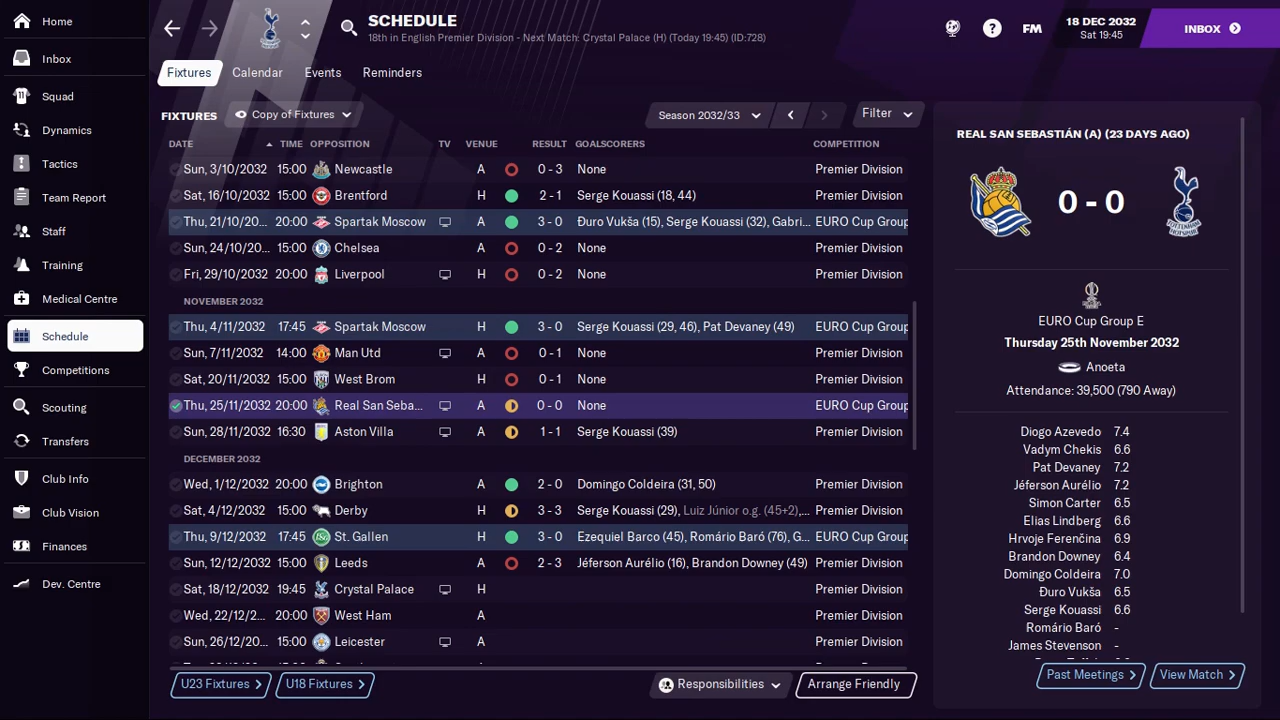 Home
Inbox
Squad
Dynamics
Tactics
Team Report
Staff
Training
Medical Centre
Schedule
Competitions
Scouting
Transfers
Club Info
Club Vision
Finances
Dev. Centre
SCHEDULE
18th in English Premier Division - Next Match: Crystal Palace (H) (Today 19:45) (ID:728)
?
FM
18 DEC 2032
Sat 19:45
INBOX
Fixtures Calendar Events Reminders
FIXTURES Copy of Fixtures Season 2032/33 Filter
DATE TIME OPPOSITION TV VENUE RESULT GOALSCORERS COMPETITION
Sun, 3/10/2032 15:00 Newcastle A 0 - 3 None Premier Division
Sat, 16/10/2032 15:00 Brentford H 2 - 1 Serge Kouassi (18, 44) Premier Division
Thu, 21/10/20... 20:00 Spartak Moscow A 3 - 0 Đuro Vukša (15), Serge Kouassi (32), Gabri... EURO Cup Group
Sun, 24/10/20... 15:00 Chelsea A 0 - 2 None Premier Division
Fri, 29/10/2032 20:00 Liverpool H 0 - 2 None Premier Division
NOVEMBER 2032
Thu, 4/11/2032 17:45 Spartak Moscow H 3 - 0 Serge Kouassi (29, 46), Pat Devaney (49) EURO Cup Group
Sun, 7/11/2032 14:00 Man Utd A 0 - 1 None Premier Division
Sat, 20/11/2032 15:00 West Brom H 0 - 1 None Premier Division
Thu, 25/11/2032 20:00 Real San Seba... A 0 - 0 None EURO Cup Group
Sun, 28/11/2032 16:30 Aston Villa A 1 - 1 Serge Kouassi (39) Premier Division
DECEMBER 2032
Wed, 1/12/2032 20:00 Brighton A 2 - 0 Domingo Coldeira (31, 50) Premier Division
Sat, 4/12/2032 15:00 Derby H 3 - 3 Serge Kouassi (29), Luiz Júnior o.g. (45+2),... Premier Division
Thu, 9/12/2032 17:45 St. Gallen H 3 - 0 Ezequiel Barco (45), Romário Baró (76), G... EURO Cup Group
Sun, 12/12/2032 15:00 Leeds A 2 - 3 Jéferson Aurélio (16), Brandon Downey (49) Premier Division
Sat, 18/12/2032 19:45 Crystal Palace H Premier Division
Wed, 22/12/2... 20:00 West Ham A Premier Division
Sun, 26/12/20... 15:00 Leicester A Premier Division
U23 Fixtures U18 Fixtures Responsibilities Arrange Friendly
REAL SAN SEBASTIÁN (A) (23 DAYS AGO)
0 - 0
EURO Cup Group E
Thursday 25th November 2032
Anoeta
Attendance: 39,500 (790 Away)
Diogo Azevedo 7.4
Vadym Chekis 6.6
Pat Devaney 7.2
Jéferson Aurélio 7.2
Simon Carter 6.5
Elias Lindberg 6.6
Hrvoje Ferenčina 6.9
Brandon Downey 6.4
Domingo Coldeira 7.0
Đuro Vukša 6.5
Serge Kouassi 6.6
Romário Baró -
James Stevenson -
Past Meetings View Match